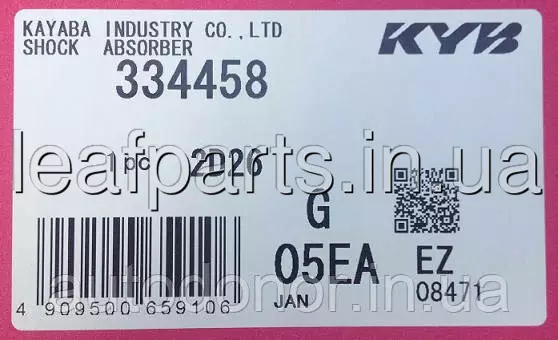 KAYABA INDUSTRY CO.,LTD
SHOCK ABSORBER
KYB
334458
leafparts.in.ua
1pc 2D26
G
05EA EZ
JAN 08471
autodonor.in.ua
4 909500 659106